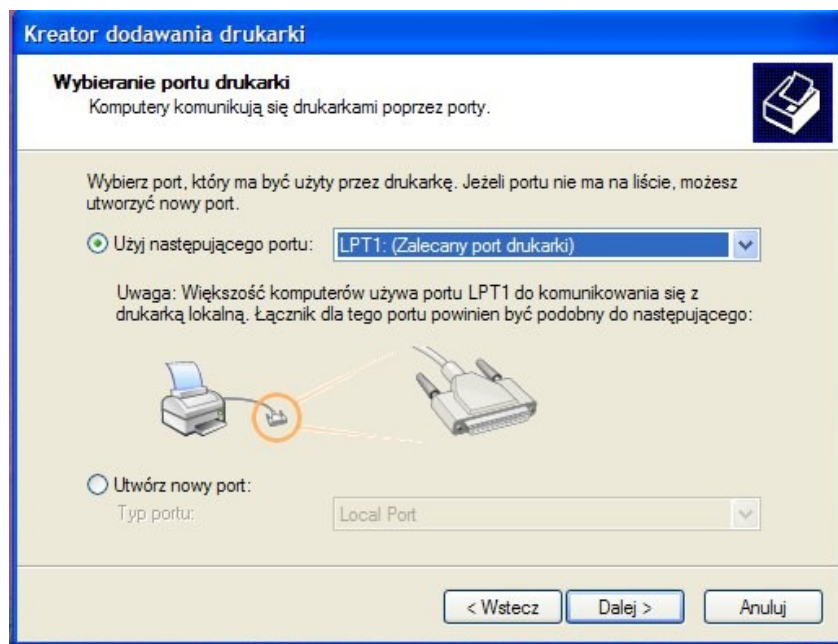 Kreator dodawania drukarki
Wybieranie portu drukarki
Komputery komunikują się drukarkami poprzez porty.
Wybierz port, który ma być użyty przez drukarkę. Jeżeli portu nie ma na liście, możesz
utworzyć nowy port.
Użyj następującego portu: LPT1: (Zalecany port drukarki)
Uwaga: Większość komputerów używa portu LPT1 do komunikowania się z
drukarką lokalną. Łącznik dla tego portu powinien być podobny do następującego:
Utwórz nowy port:
Typ portu: Local Port
< Wstecz Dalej > Anuluj